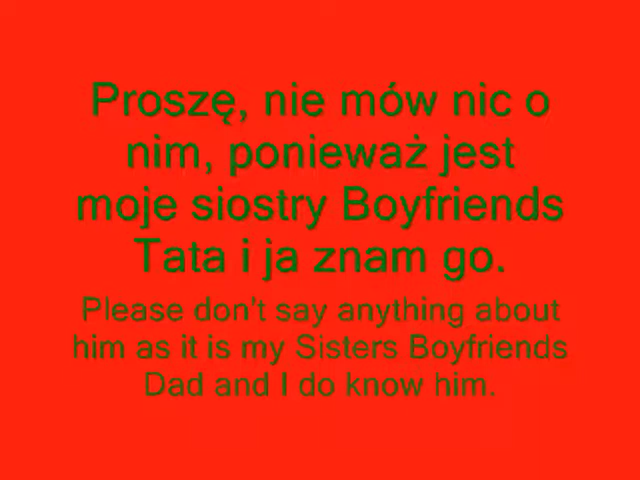 Proszę, nie mów nic o
nim, ponieważ jest
moje siostry Boyfriends
Tata i ja znam go.
Please don't say anything about
him as it is my Sisters Boyfriends
Dad and I do know him.